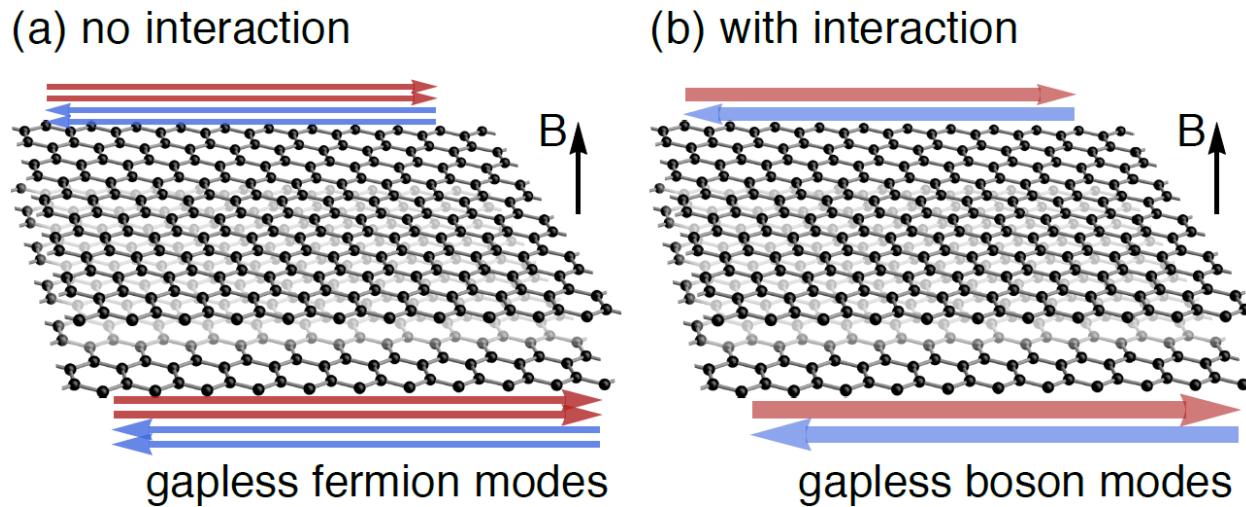 (a) no interaction
(b) with interaction
B
B
gapless fermion modes
gapless boson modes